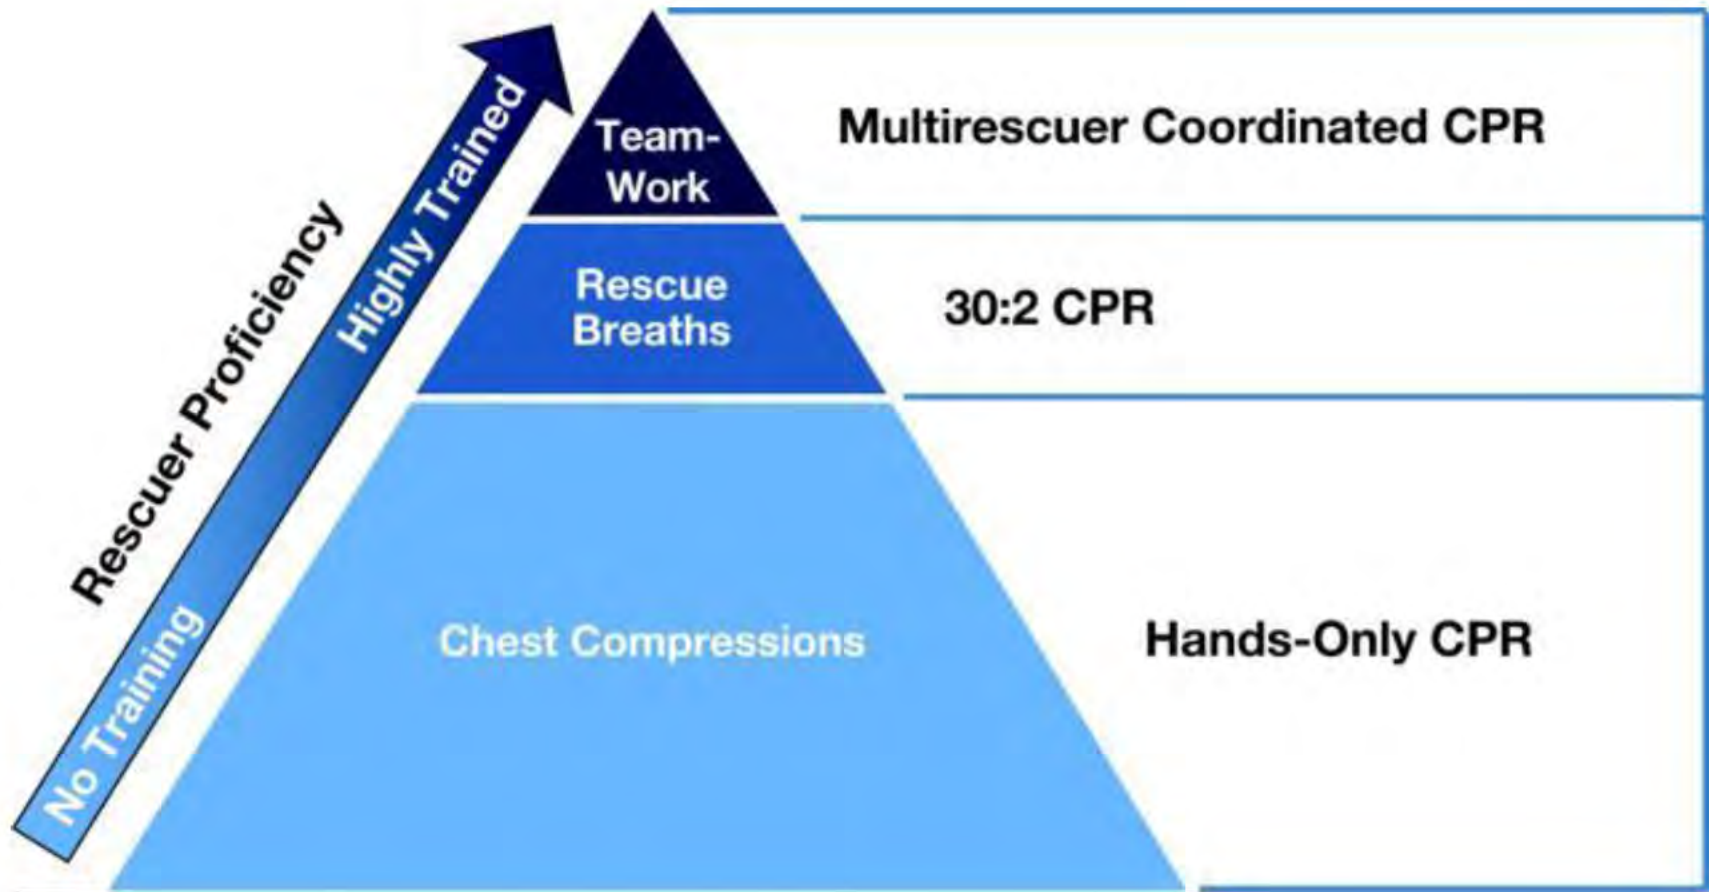 Rescuer Proficiency
No Training
Highly Trained
Team-
Work
Multirescuer Coordinated CPR
Rescue
Breaths
30:2 CPR
Chest Compressions
Hands-Only CPR